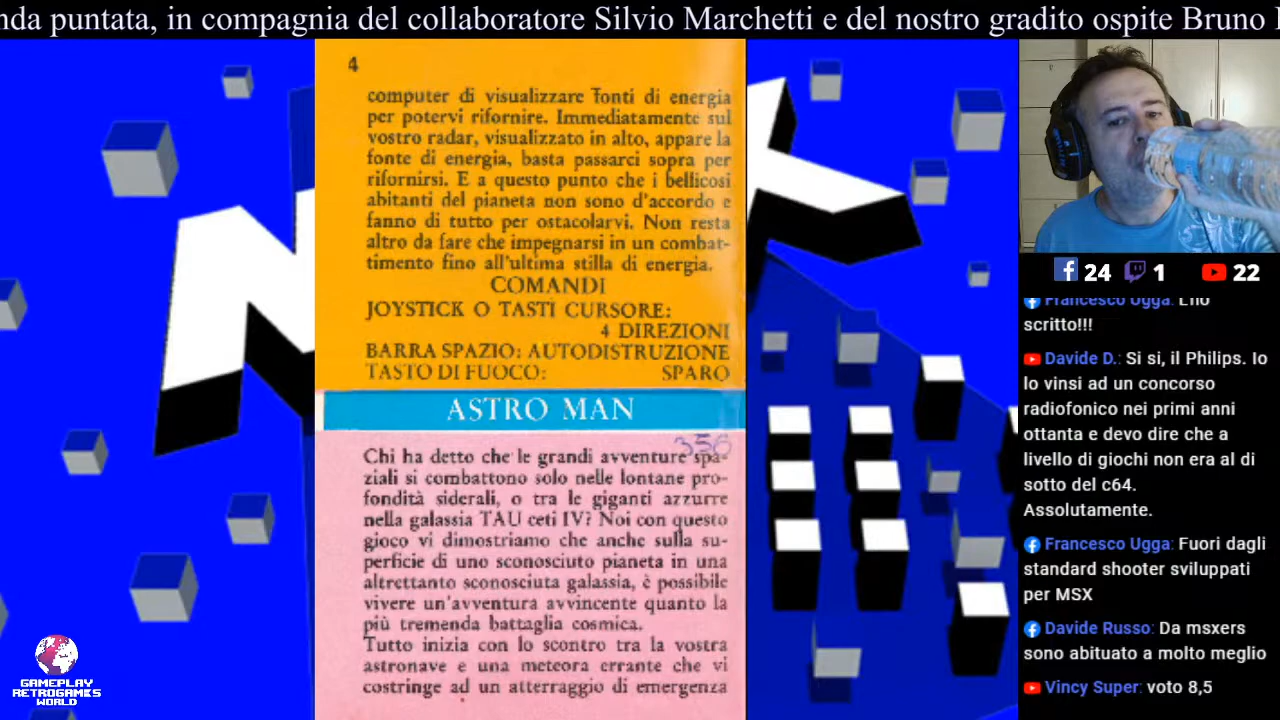 nda puntata, in compagnia del collaboratore Silvio Marchetti e del nostro gradito ospite Bruno
4
computer di visualizzare fonti di energia
per potervi rifornire. Immediatamente sul
vostro radar, visualizzato in alto, appare la
fonte di energia, basta passarci sopra per
rifornirsi. E a questo punto che i bellicosi
abitanti del pianeta non sono d'accordo e
fanno di tutto per ostacolarvi. Non resta
altro da fare che impegnarsi in un combat-
timento fino all'ultima stilla di energia.
COMANDI
JOYSTICK O TASTI CURSORE:
4 DIREZIONI
BARRA SPAZIO: AUTODISTRUZIONE
TASTO DI FUOCO: SPARO
ASTRO MAN
356
Chi ha detto che le grandi avventure spa-
ziali si combattono solo nelle lontane pro-
fondità siderali, o tra le giganti azzurre
nella galassia TAU ceti IV? Noi con questo
gioco vi dimostriamo che anche sulla su-
perficie di uno sconosciuto pianeta in una
altrettanto sconosciuta galassia, è possibile
vivere un'avventura avvincente quanto la
più tremenda battaglia cosmica.
Tutto inizia con lo scontro tra la vostra
astronave e una meteora errante che vi
costringe ad un atterraggio di emergenza
24 1 22
Francesco Ugga:
scritto!!!
Davide D.: Si si, il Philips. Io
lo vinsi ad un concorso
radiofonico nei primi anni
ottanta e devo dire che a
livello di giochi non era al di
sotto del c64.
Assolutamente.
Francesco Ugga: Fuori dagli
standard shooter sviluppati
per MSX
Davide Russo: Da msxers
sono abituato a molto meglio
Vincy Super: voto 8,5
GAMEPLAY
RETROGAMES
WORLD